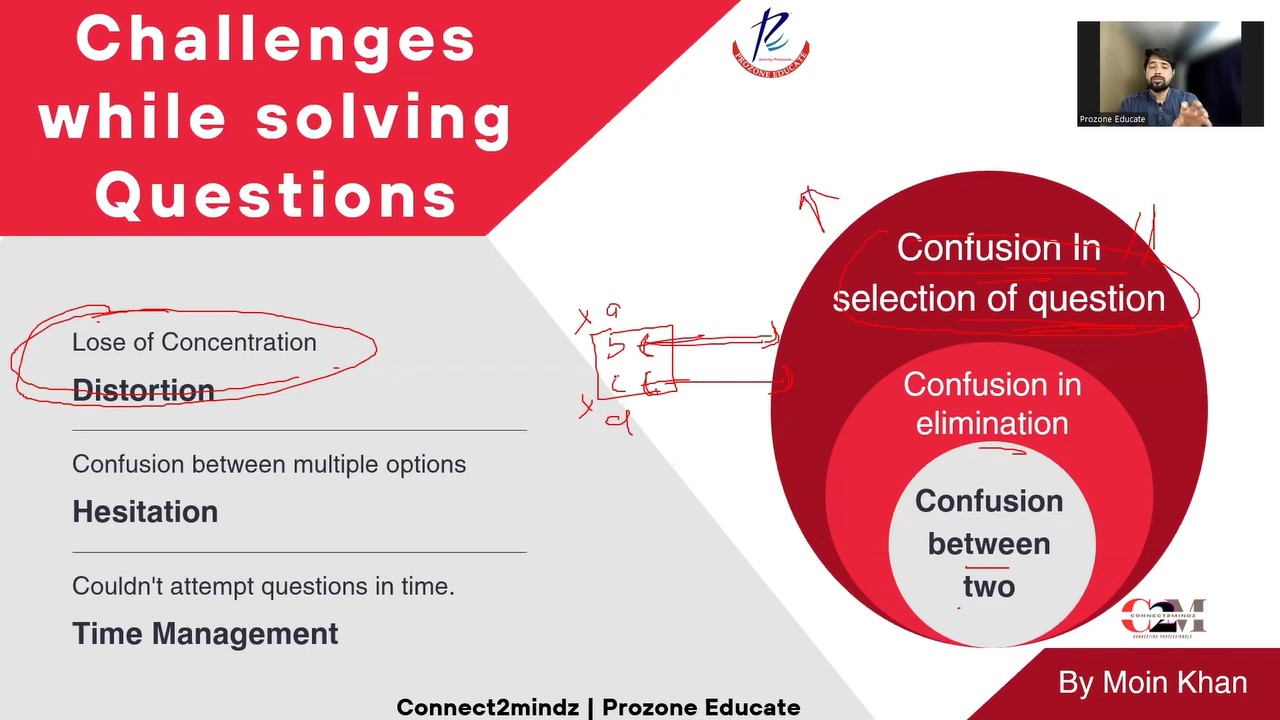 Challenges
while solving
Questions
PROZONE EDUCATE
Prozone Educate
Lose of Concentration
Distortion
Confusion between multiple options
Hesitation
Couldn't attempt questions in time.
Time Management
x a
b
c
x d
Confusion In
selection of question
Confusion in
elimination
Confusion
between
two
C2M
CONNECT2MINDZ
CONNECTING PROFESSIONALS
By Moin Khan
Connect2mindz | Prozone Educate